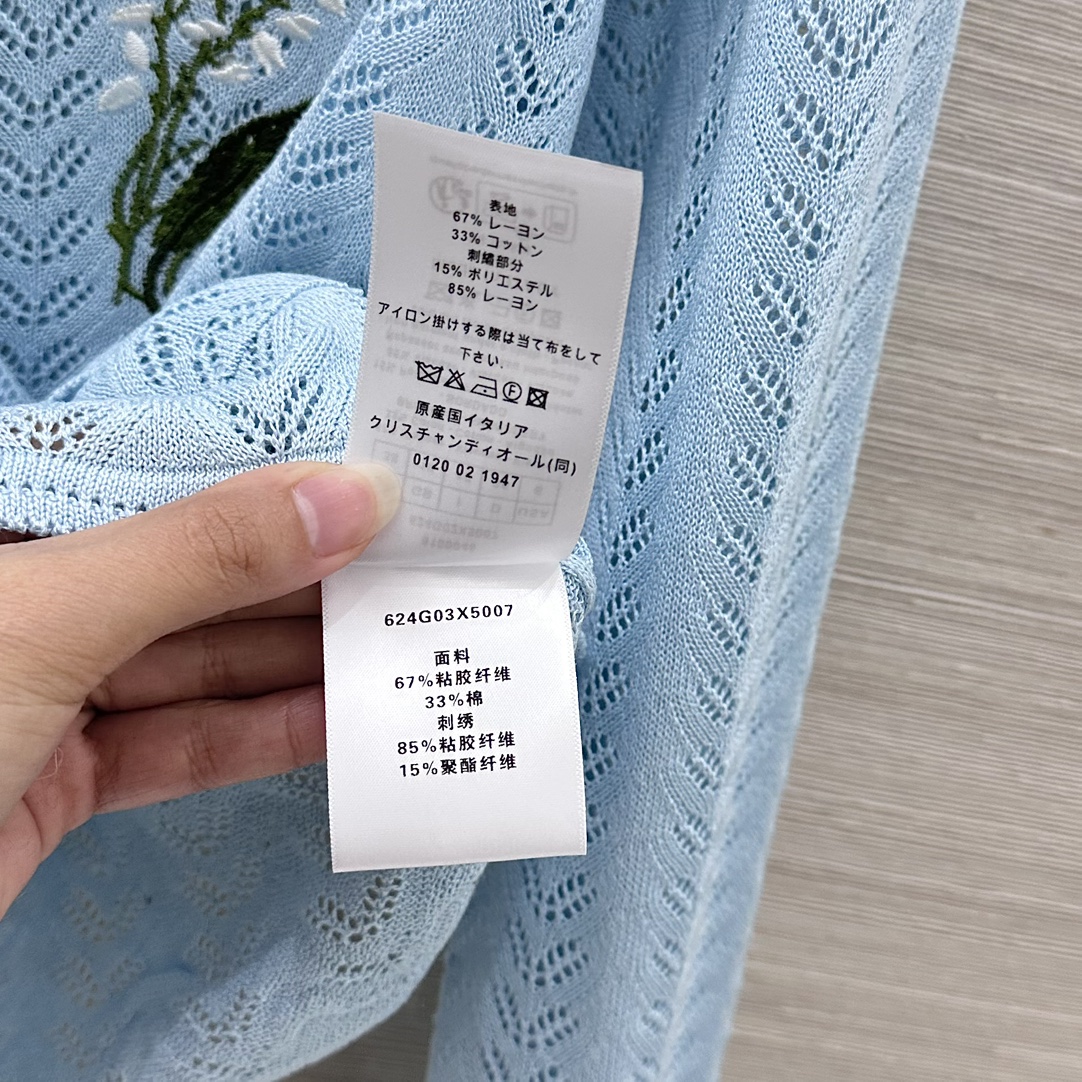 表地
67% レーヨン
33% コットン
刺繍部分
15% ポリエステル
85% レーヨン
アイロン掛けする際は当て布をして
下さい.
原産国イタリア
クリスチャンディオール(同)
0120 02 1947
624G03X5007
面料
67%粘胶纤维
33%棉
刺绣
85%粘胶纤维
15%聚酯纤维